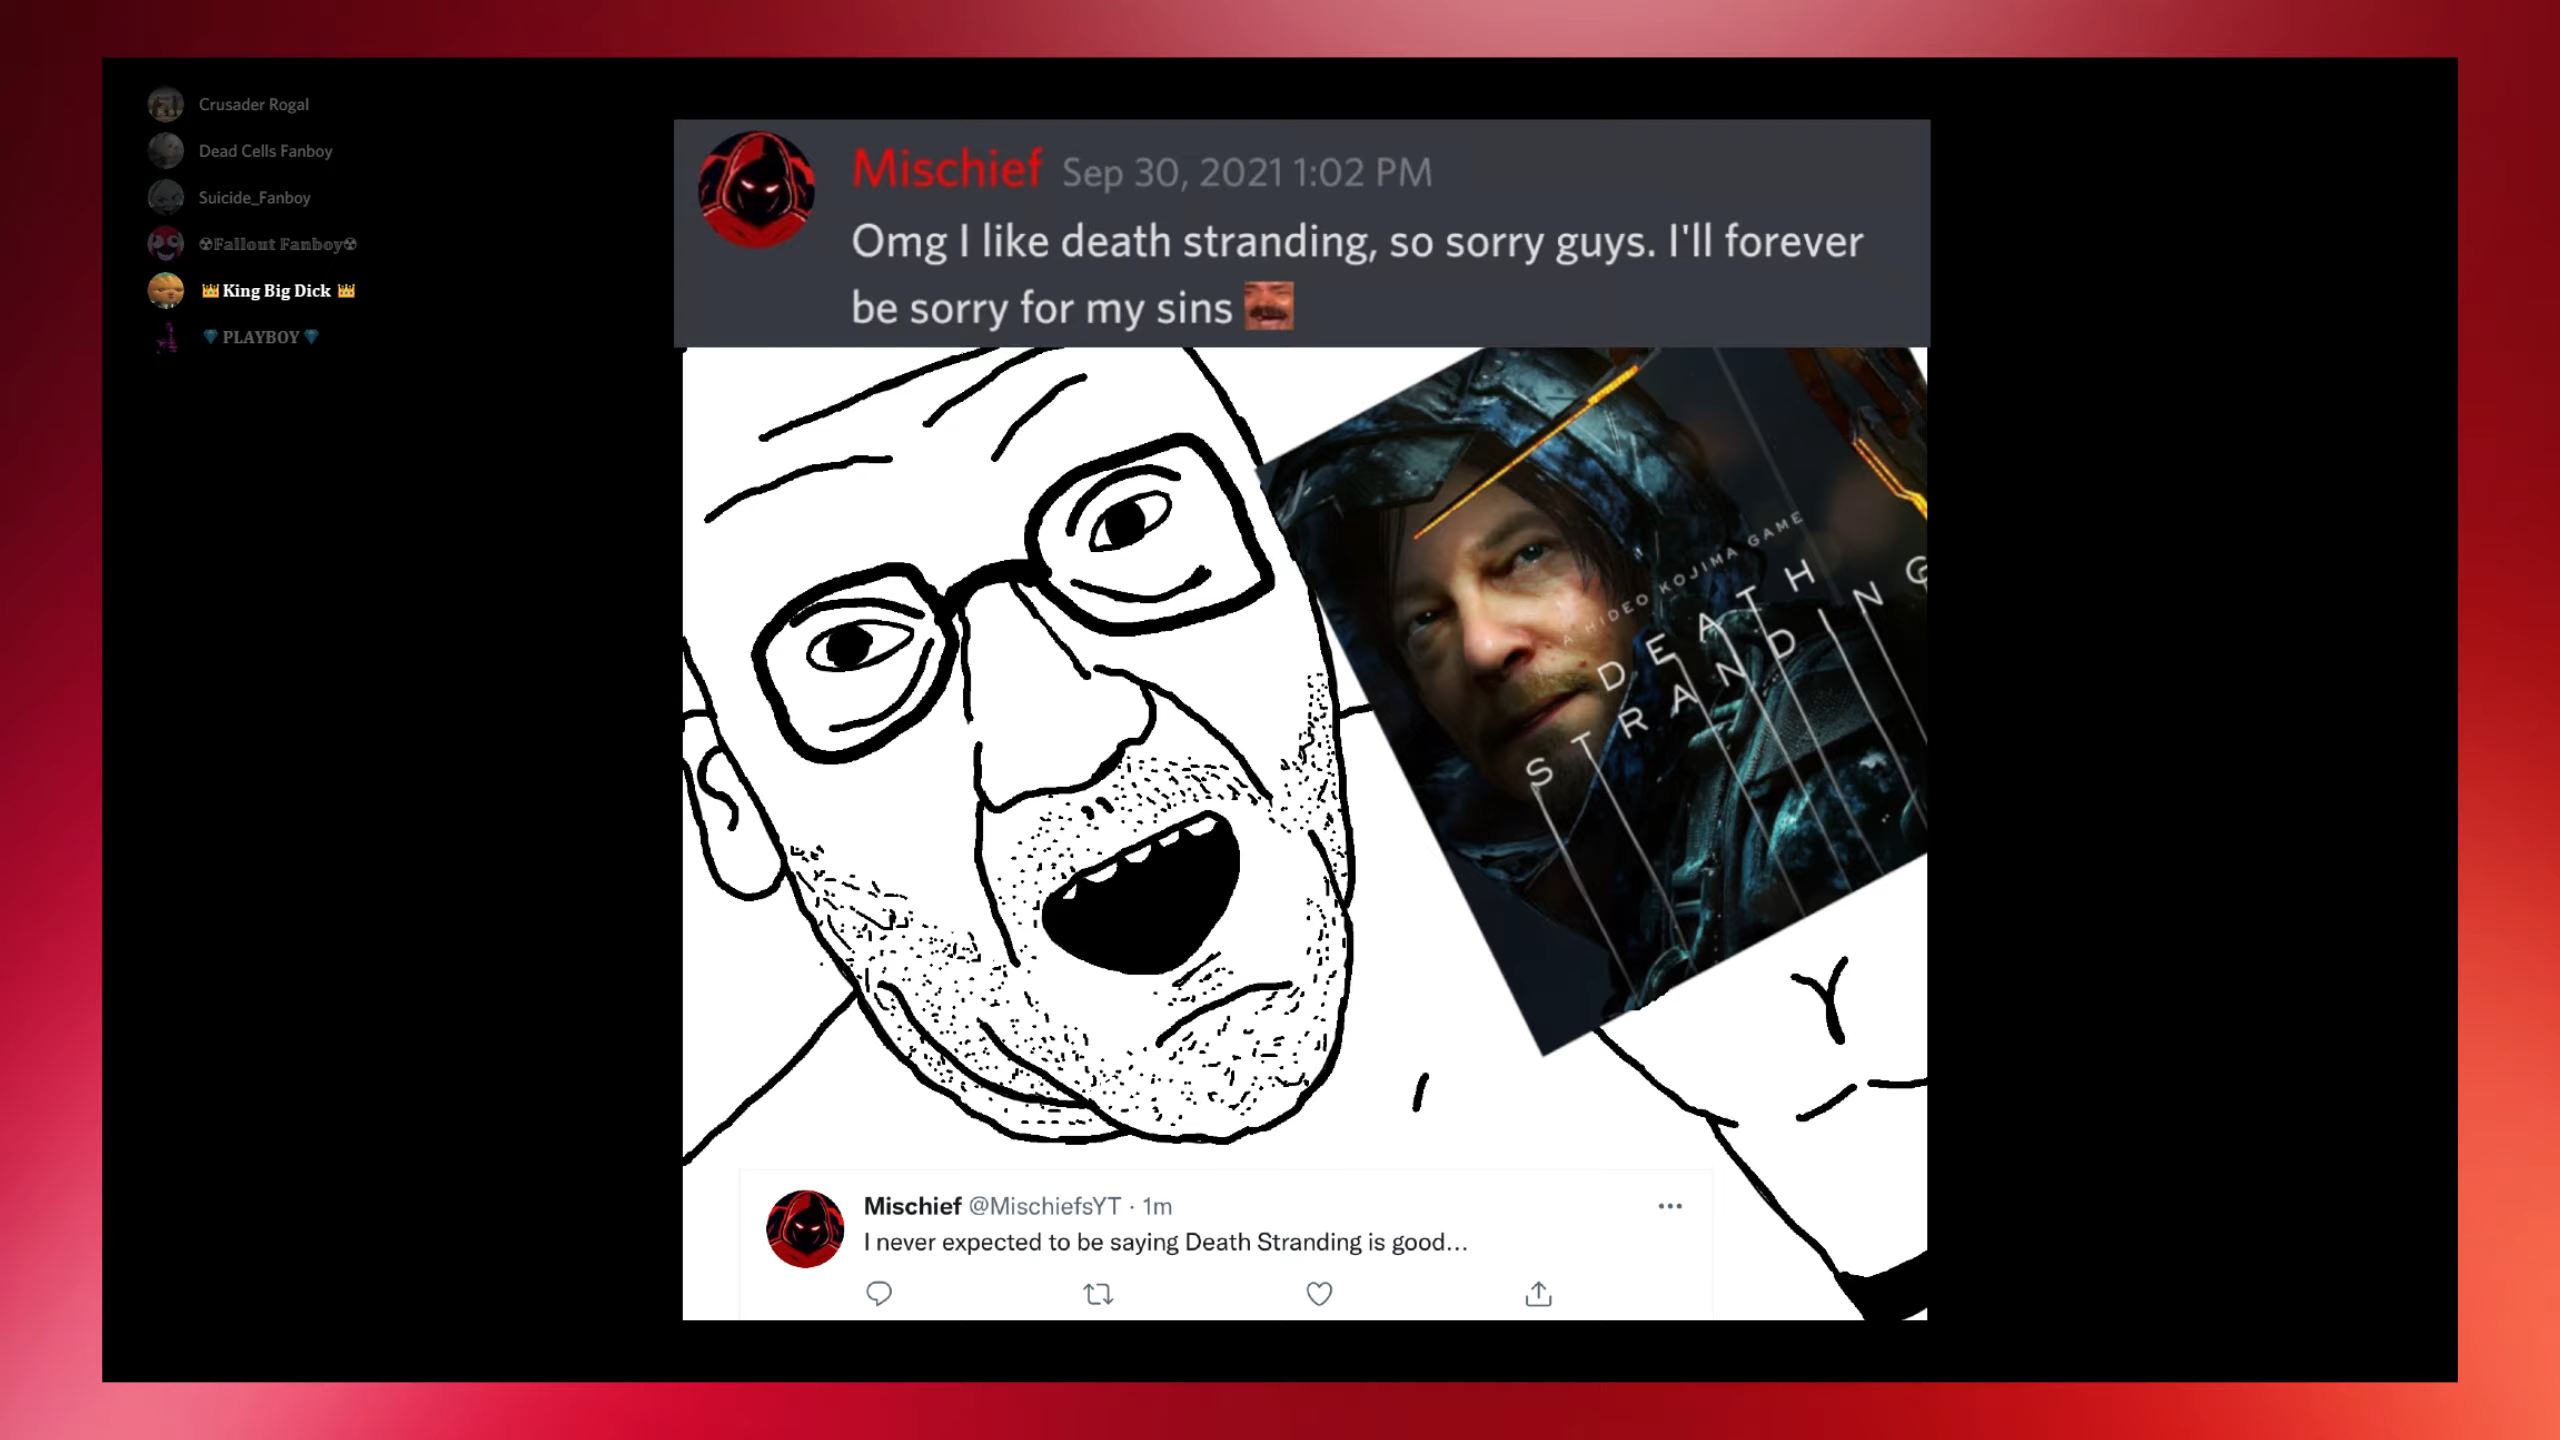 Crusader Rogal
Dead Cells Fanboy
Suicide_Fanboy
☢Fallout Fanboy☢
👑 King Big Dick 👑
💎 PLAYBOY 💎
Mischief Sep 30, 2021 1:02 PM
Omg I like death stranding, so sorry guys. I'll forever
be sorry for my sins
A HIDEO KOJIMA GAME
DEATH
STRANDING
Mischief @MischiefsYT · 1m
I never expected to be saying Death Stranding is good...